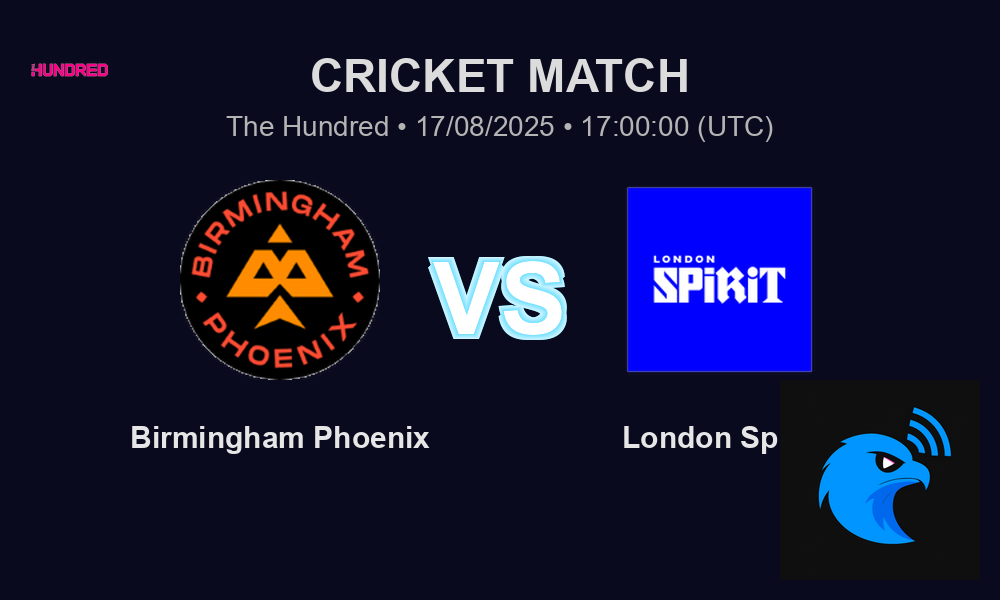 HUNDRED
CRICKET MATCH
The Hundred • 17/08/2025 • 17:00:00 (UTC)
BIRMINGHAM
PHOENIX
VS
LONDON
SPIRIT
Birmingham Phoenix
London Sp